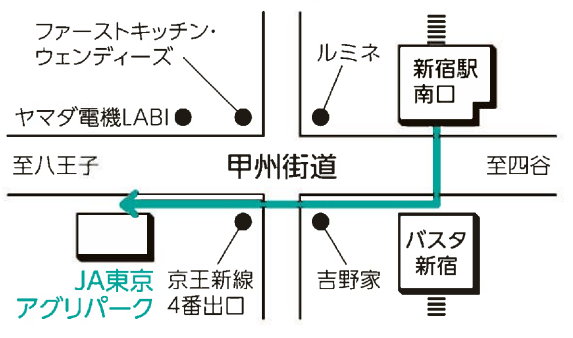 ファーストキッチン・
ウェンディーズ
ルミネ
新宿駅
南口
ヤマダ電機LABI
至八王子
甲州街道
至四谷
JA東京
アグリパーク
京王新線
4番出口
吉野家
バスタ
新宿